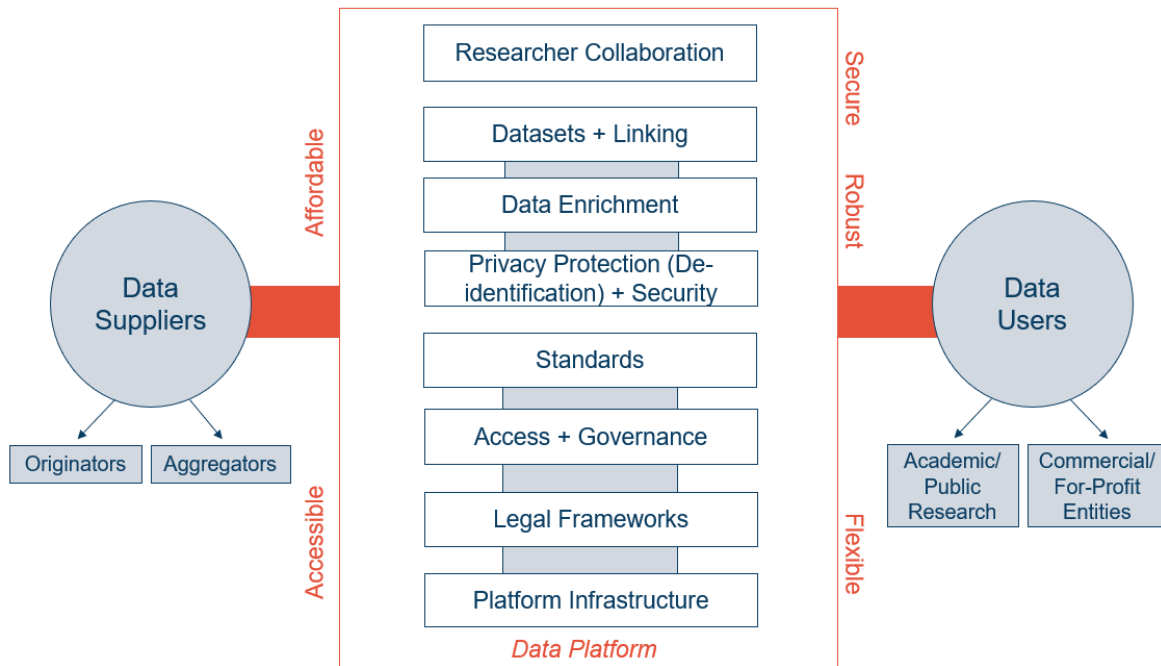 Researcher Collaboration
Datasets + Linking
Data Enrichment
Privacy Protection (De-
identification) + Security
Standards
Access + Governance
Legal Frameworks
Platform Infrastructure
Data Platform
Affordable
Accessible
Secure
Robust
Flexible
Data
Suppliers
Originators
Aggregators
Data
Users
Academic/
Public
Research
Commercial/
For-Profit
Entities